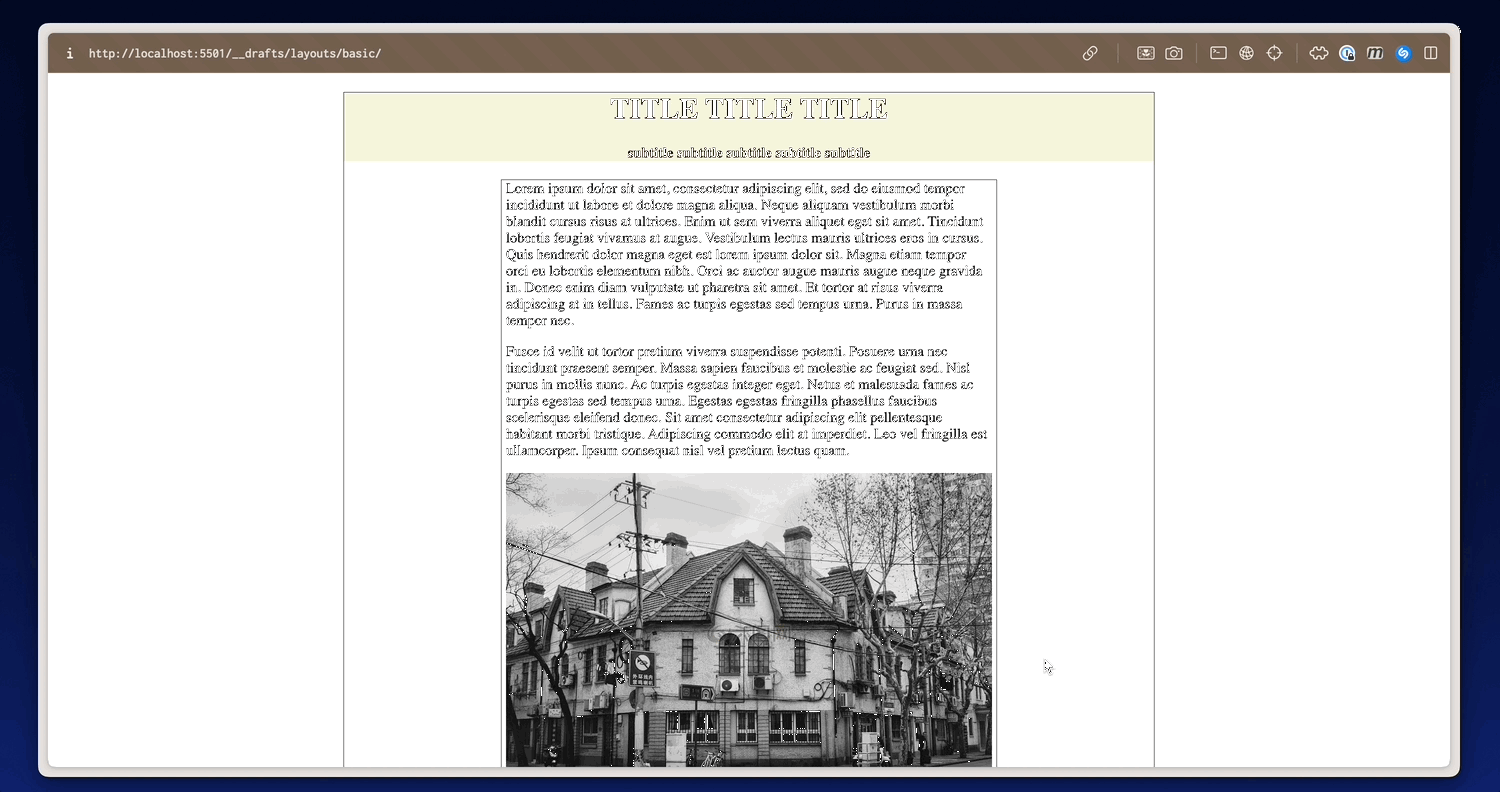 http://localhost:5501/__drafts/layouts/basic/
TITLE TITLE TITLE
subtitle subtitle subtitle subtitle subtitle
Lorem ipsum dolor sit amet, consectetur adipiscing elit, sed do eiusmod tempor
incididunt ut labore et dolore magna aliqua. Neque aliquam vestibulum morbi
blandit cursus risus at ultrices. Enim ut sem viverra aliquet eget sit amet. Tincidunt
lobortis feugiat vivamus at augue. Vestibulum lectus mauris ultrices eros in cursus.
Quis hendrerit dolor magna eget est lorem ipsum dolor sit. Magna etiam tempor
orci eu lobortis elementum nibh. Orci ac auctor augue mauris augue neque gravida
in. Donec enim diam vulputate ut pharetra sit amet. Et tortor at risus viverra
adipiscing at in tellus. Fames ac turpis egestas sed tempus urna. Purus in massa
tempor nec.
Fusce id velit ut tortor pretium viverra suspendisse potenti. Posuere urna nec
tincidunt praesent semper. Massa sapien faucibus et molestie ac feugiat sed. Nisl
purus in mollis nunc. Ac turpis egestas integer eget. Netus et malesuada fames ac
turpis egestas sed tempus urna. Egestas egestas fringilla phasellus faucibus
scelerisque eleifend donec. Sit amet consectetur adipiscing elit pellentesque
habitant morbi tristique. Adipiscing commodo elit at imperdiet. Leo vel fringilla est
ullamcorper. Ipsum consequat nisl vel pretium lectus quam.